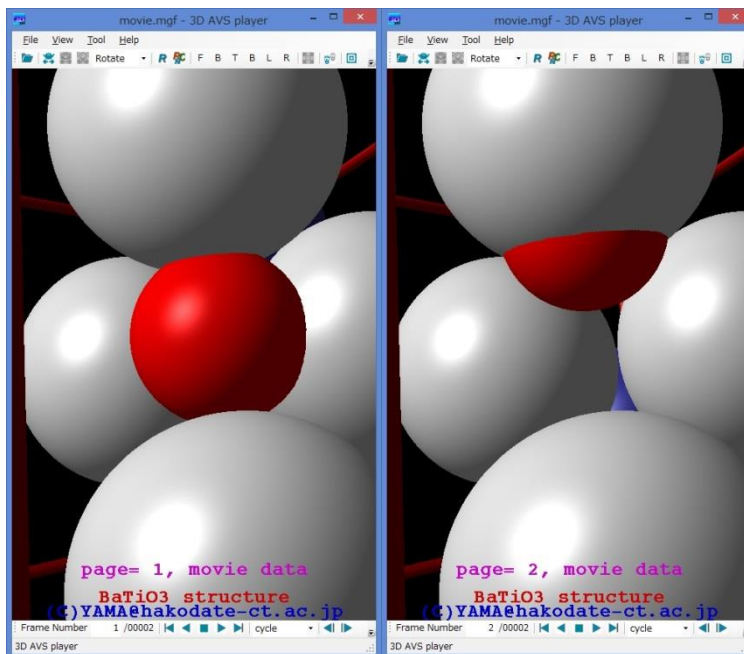 movie.mgf - 3D AVS player
File View Tool Help
Rotate R RC F B T B L R
page= 1, movie data
BaTiO3 structure
(C)YAMA@hakodate-ct.ac.jp
Frame Number 1 /00002 cycle
3D AVS player
movie.mgf - 3D AVS player
File View Tool Help
Rotate R RC F B T B L R
page= 2, movie data
BaTiO3 structure
(C)YAMA@hakodate-ct.ac.jp
Frame Number 2 /00002 cycle
3D AVS player